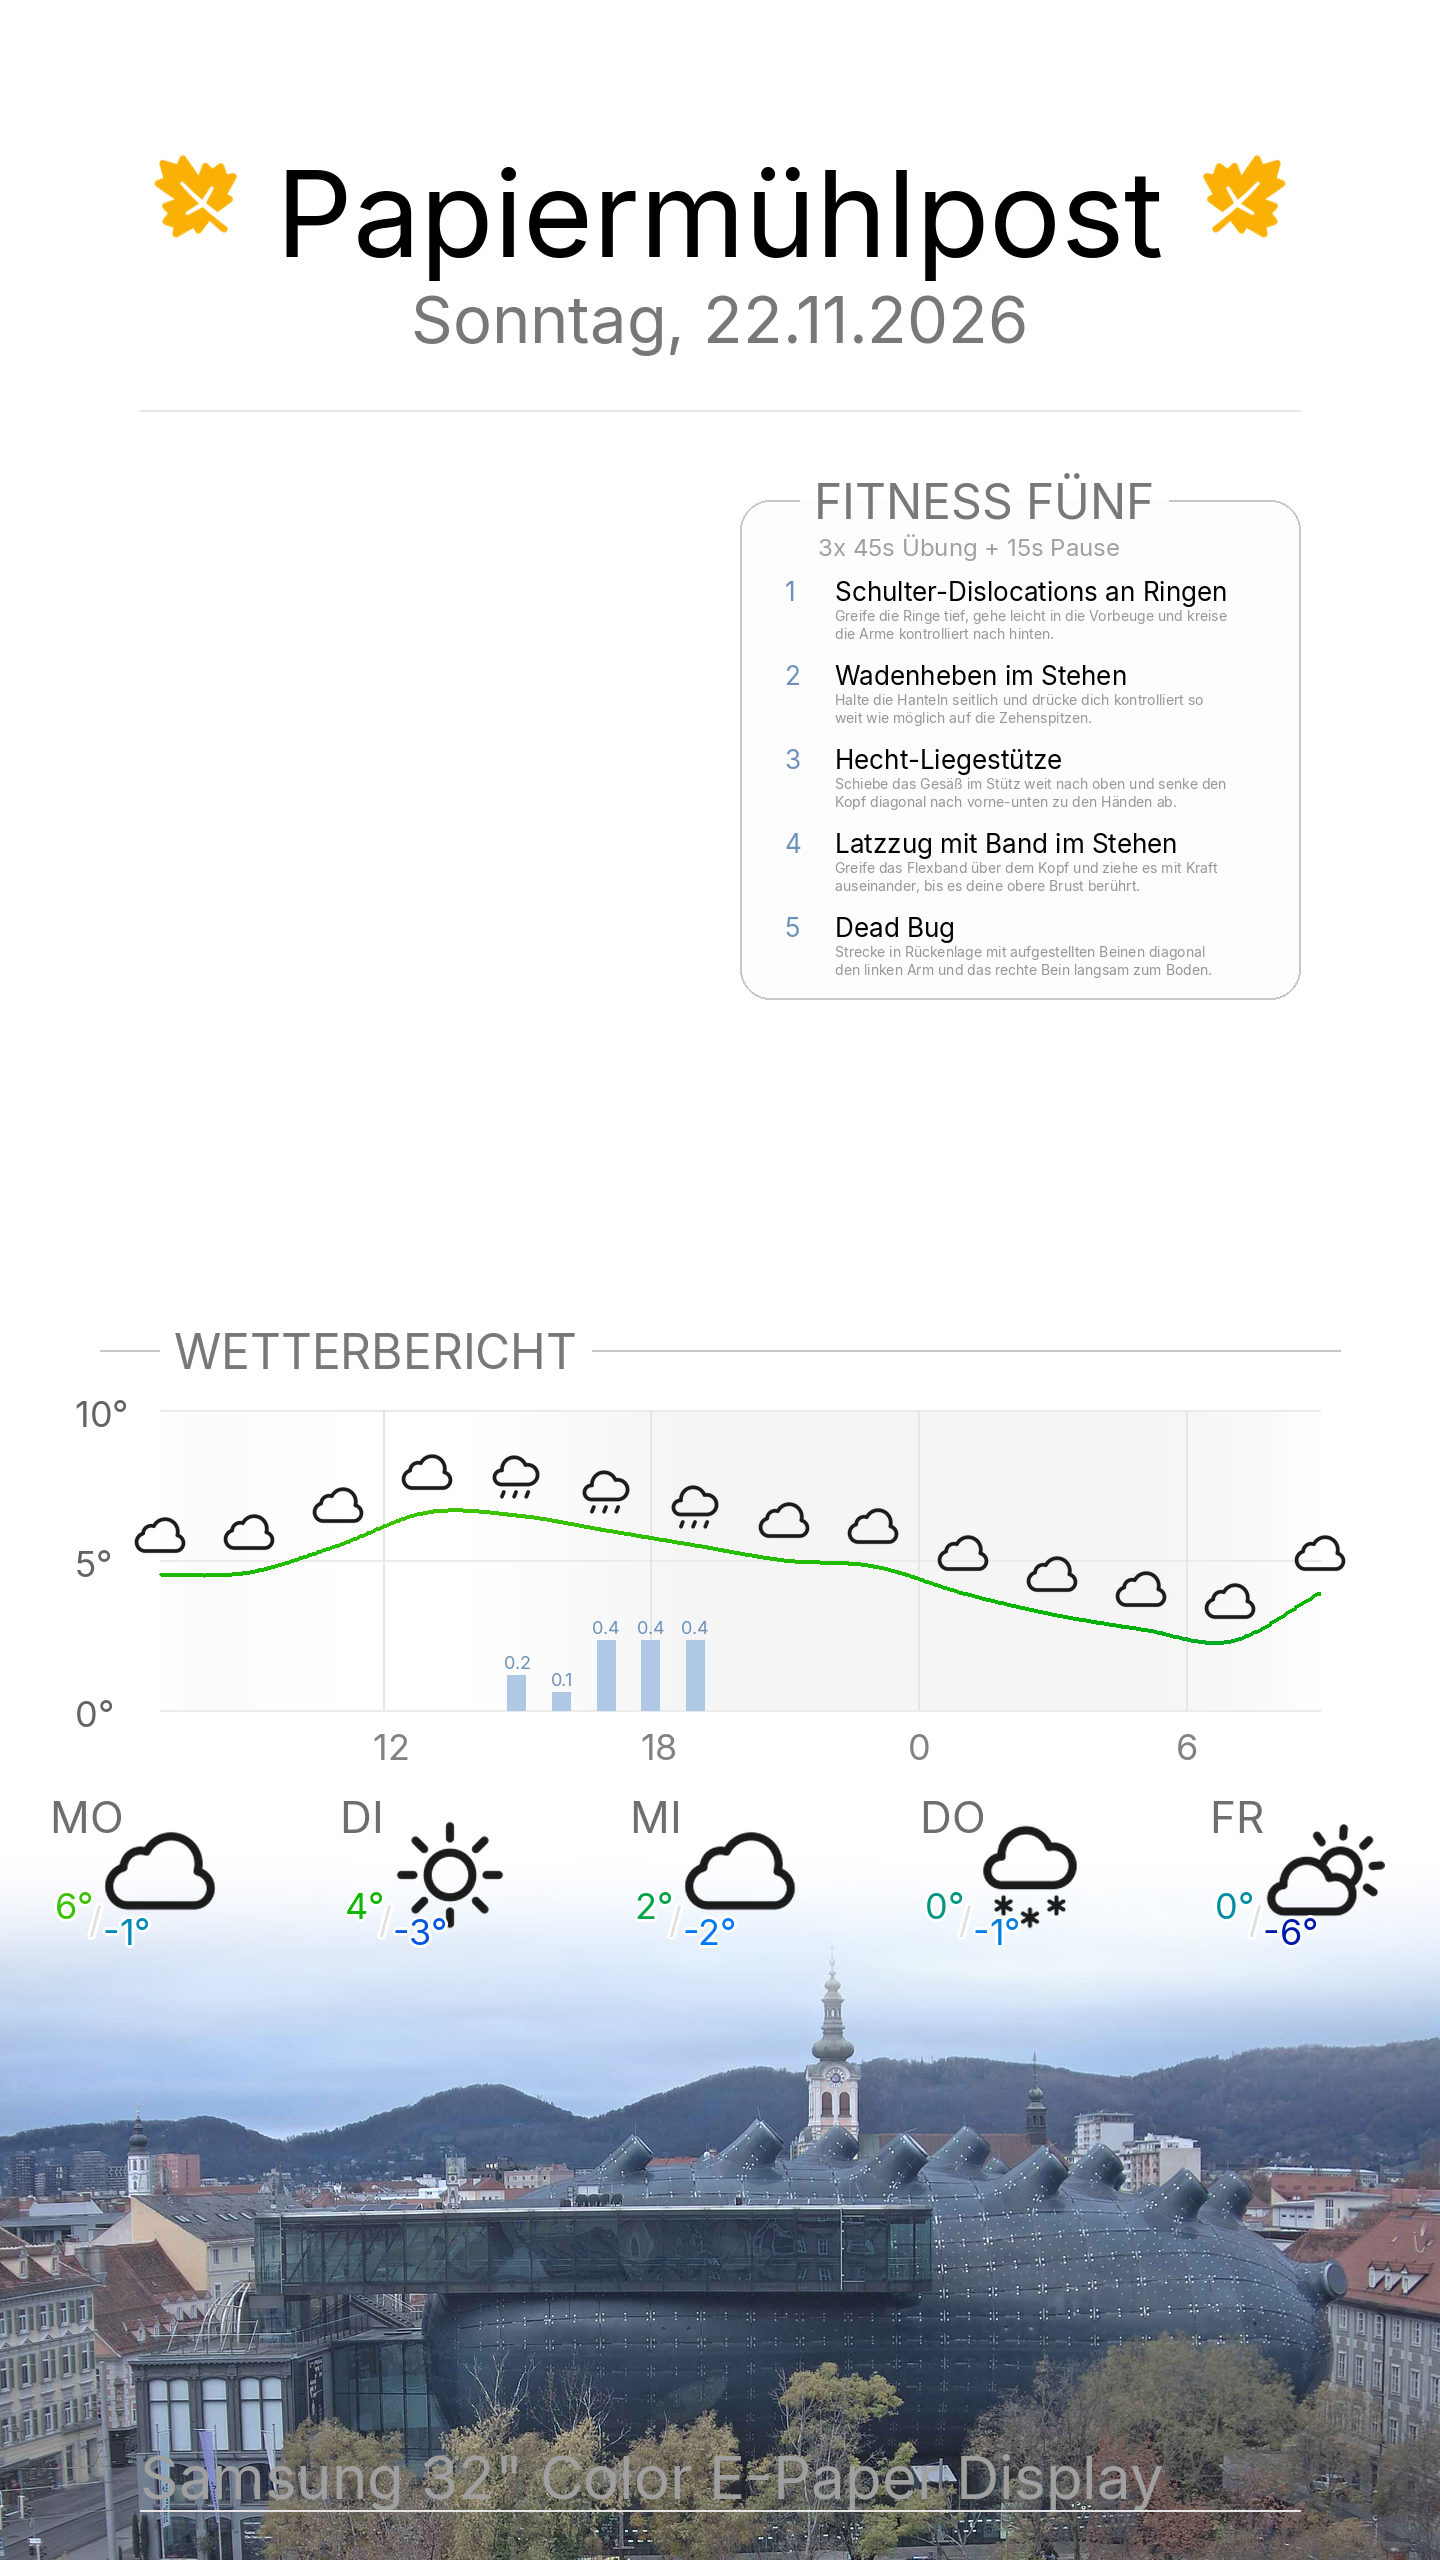 Papiermühlpost
Sonntag, 22.11.2026
FITNESS FÜNF
3x 45s Übung + 15s Pause
1 Schulter-Dislocations an Ringen
Greife die Ringe tief, gehe leicht in die Vorbeuge und kreise
die Arme kontrolliert nach hinten.
2 Wadenheben im Stehen
Halte die Hanteln seitlich und drücke dich kontrolliert so
weit wie möglich auf die Zehenspitzen.
3 Hecht-Liegestütze
Schiebe das Gesäß im Stütz weit nach oben und senke den
Kopf diagonal nach vorne-unten zu den Händen ab.
4 Latzzug mit Band im Stehen
Greife das Flexband über dem Kopf und ziehe es mit Kraft
auseinander, bis es deine obere Brust berührt.
5 Dead Bug
Strecke in Rückenlage mit aufgestellten Beinen diagonal
den linken Arm und das rechte Bein langsam zum Boden.
WETTERBERICHT
10°
5°
0.2 0.1 0.4 0.4 0.4
0°
12 18 0 6
MO DI MI DO FR
6°/-1° 4°/-3° 2°/-2° 0°/-1° 0°/-6°
Samsung 32" Color E-Paper Display